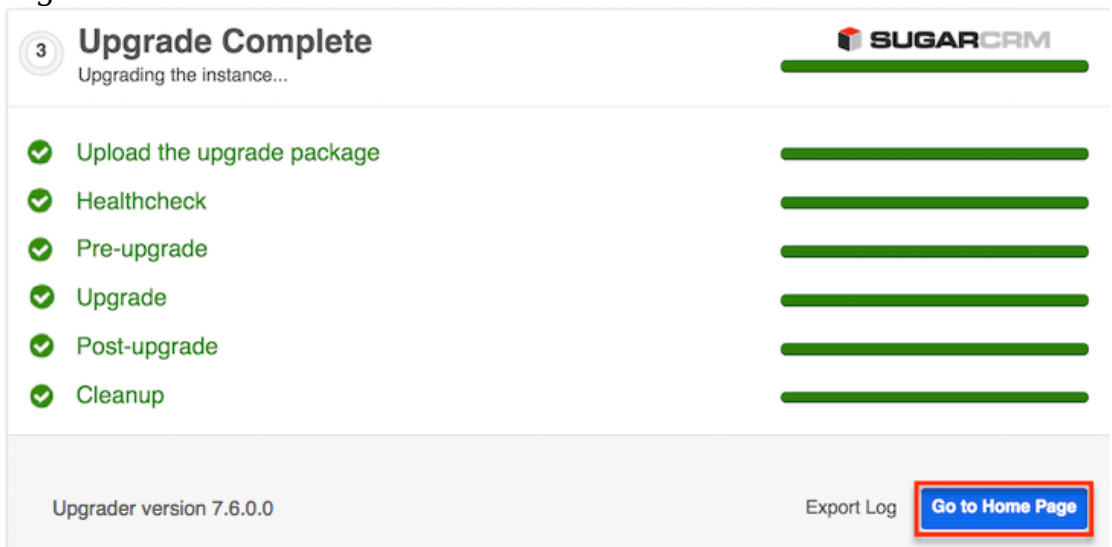 3
Upgrade Complete
SUGARCRM
Upgrading the instance...
Upload the upgrade package
Healthcheck
Pre-upgrade
Upgrade
Post-upgrade
Cleanup
Upgrader version 7.6.0.0
Export Log
Go to Home Page